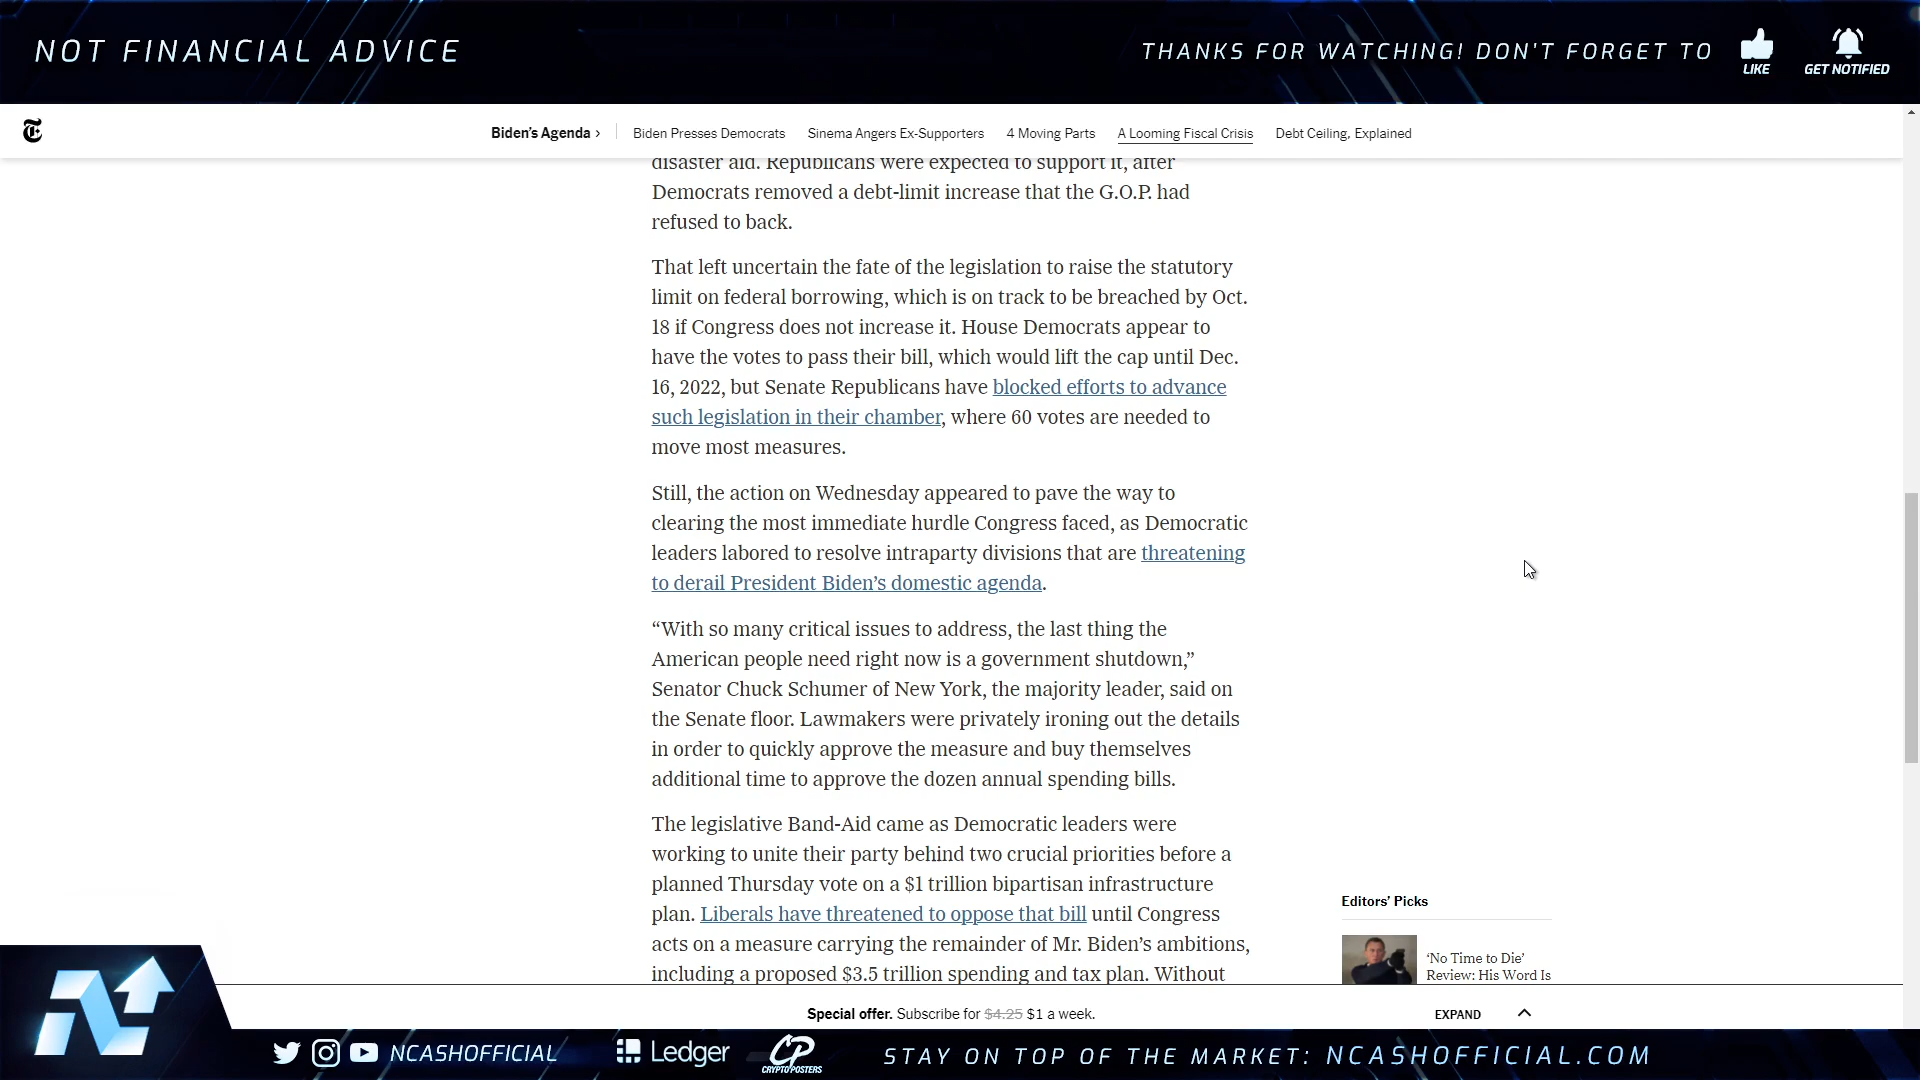 NOT FINANCIAL ADVICE
THANKS FOR WATCHING! DON'T FORGET TO
LIKE
GET NOTIFIED
Biden's Agenda ›
Biden Presses Democrats
Sinema Angers Ex-Supporters
4 Moving Parts
A Looming Fiscal Crisis
Debt Ceiling, Explained
disaster aid. Republicans were expected to support it, after
Democrats removed a debt-limit increase that the G.O.P. had
refused to back.
That left uncertain the fate of the legislation to raise the statutory
limit on federal borrowing, which is on track to be breached by Oct.
18 if Congress does not increase it. House Democrats appear to
have the votes to pass their bill, which would lift the cap until Dec.
16, 2022, but Senate Republicans have blocked efforts to advance
such legislation in their chamber, where 60 votes are needed to
move most measures.
Still, the action on Wednesday appeared to pave the way to
clearing the most immediate hurdle Congress faced, as Democratic
leaders labored to resolve intraparty divisions that are threatening
to derail President Biden’s domestic agenda.
“With so many critical issues to address, the last thing the
American people need right now is a government shutdown,”
Senator Chuck Schumer of New York, the majority leader, said on
the Senate floor. Lawmakers were privately ironing out the details
in order to quickly approve the measure and buy themselves
additional time to approve the dozen annual spending bills.
The legislative Band-Aid came as Democratic leaders were
working to unite their party behind two crucial priorities before a
planned Thursday vote on a $1 trillion bipartisan infrastructure
plan. Liberals have threatened to oppose that bill until Congress
acts on a measure carrying the remainder of Mr. Biden’s ambitions,
including a proposed $3.5 trillion spending and tax plan. Without
Editors’ Picks
‘No Time to Die’
Review: His Word Is
Special offer. Subscribe for $4.25 $1 a week.
EXPAND
NCASHOFFICIAL
Ledger
CP
CRYPTOPOSTERS
STAY ON TOP OF THE MARKET: NCASHOFFICIAL.COM